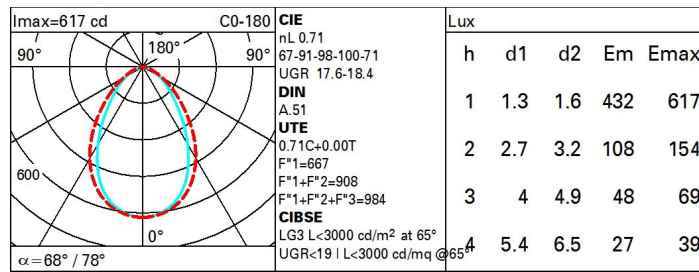 Imax=617 cd C0-180
90° 180° 90°
600
0°
α=68° / 78°
CIE
nL 0.71
67-91-98-100-71
UGR 17.6-18.4
DIN
A.51
UTE
0.71C+0.00T
F"1=667
F"1+F"2=908
F"1+F"2+F"3=984
CIBSE
LG3 L<3000 cd/m² at 65°
UGR<19 | L<3000 cd/mq @65°
Lux
h d1 d2 Em Emax
1 1.3 1.6 432 617
2 2.7 3.2 108 154
3 4 4.9 48 69
4 5.4 6.5 27 39